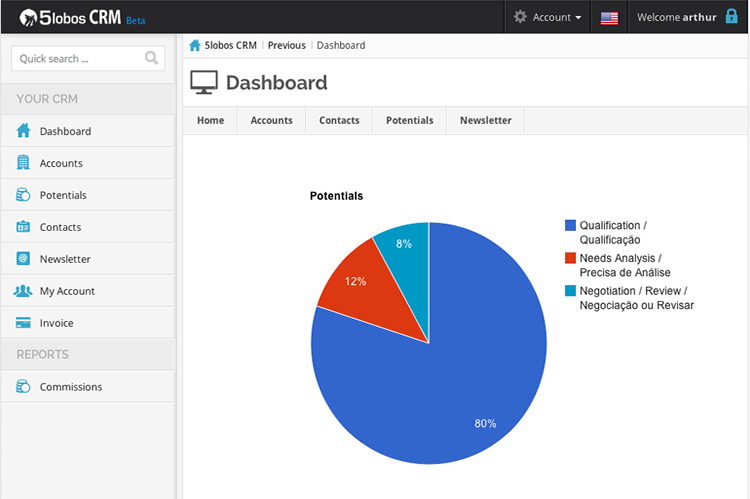 5lobos CRM Beta
Account
Welcome arthur
Quick search ...
5lobos CRM Previous Dashboard
Dashboard
Home Accounts Contacts Potentials Newsletter
YOUR CRM
Dashboard
Accounts
Potentials
Contacts
Newsletter
My Account
Invoice
REPORTS
Commissions
Potentials
8%
12%
80%
Qualification /
Qualificação
Needs Analysis /
Precisa de Análise
Negotiation / Review /
Negociação ou Revisar